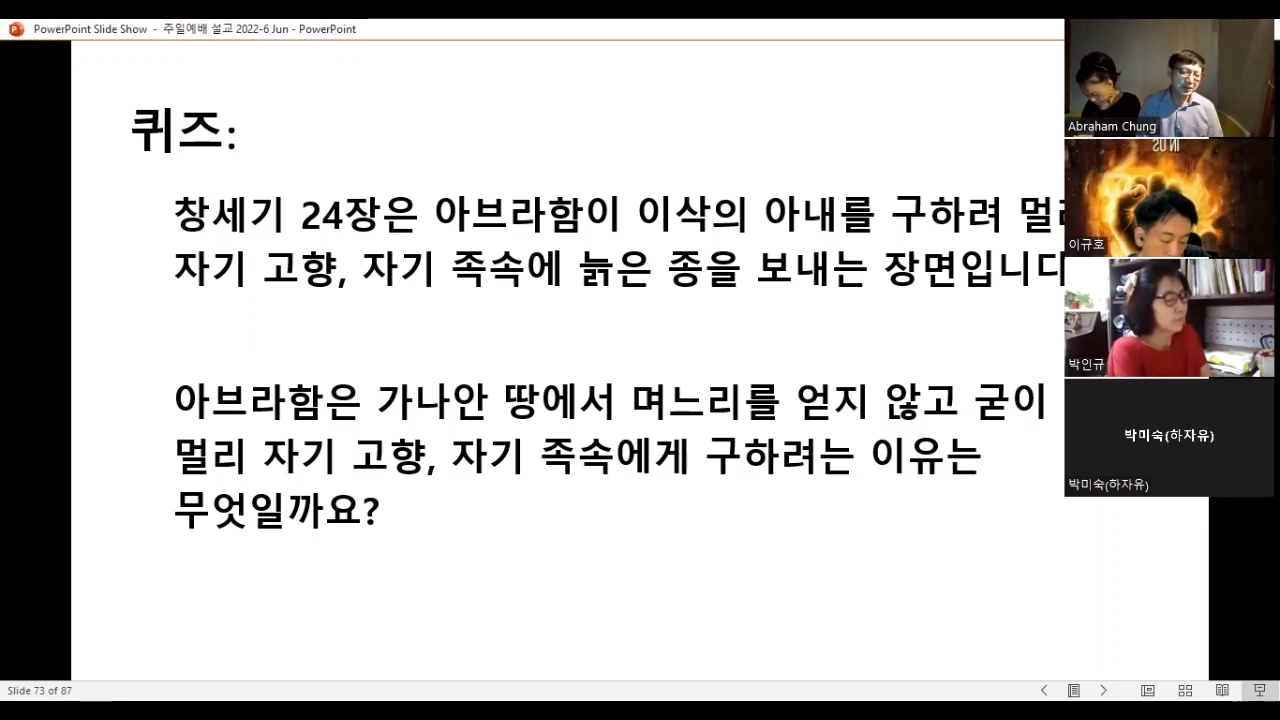 PowerPoint Slide Show - 주일예배 설교 2022-6 Jun - PowerPoint
퀴즈:
창세기 24장은 아브라함이 이삭의 아내를 구하려
자기 고향, 자기 족속에 늙은 종을 보내는 장면입니다
아브라함은 가나안 땅에서 며느리를 얻지 않고 굳이
멀리 자기 고향, 자기 족속에게 구하려는 이유는
무엇일까요?
Abraham Chung
IN US
이규호
박인규
박미숙(하자유)
박미숙(하자유)
Slide 73 of 87